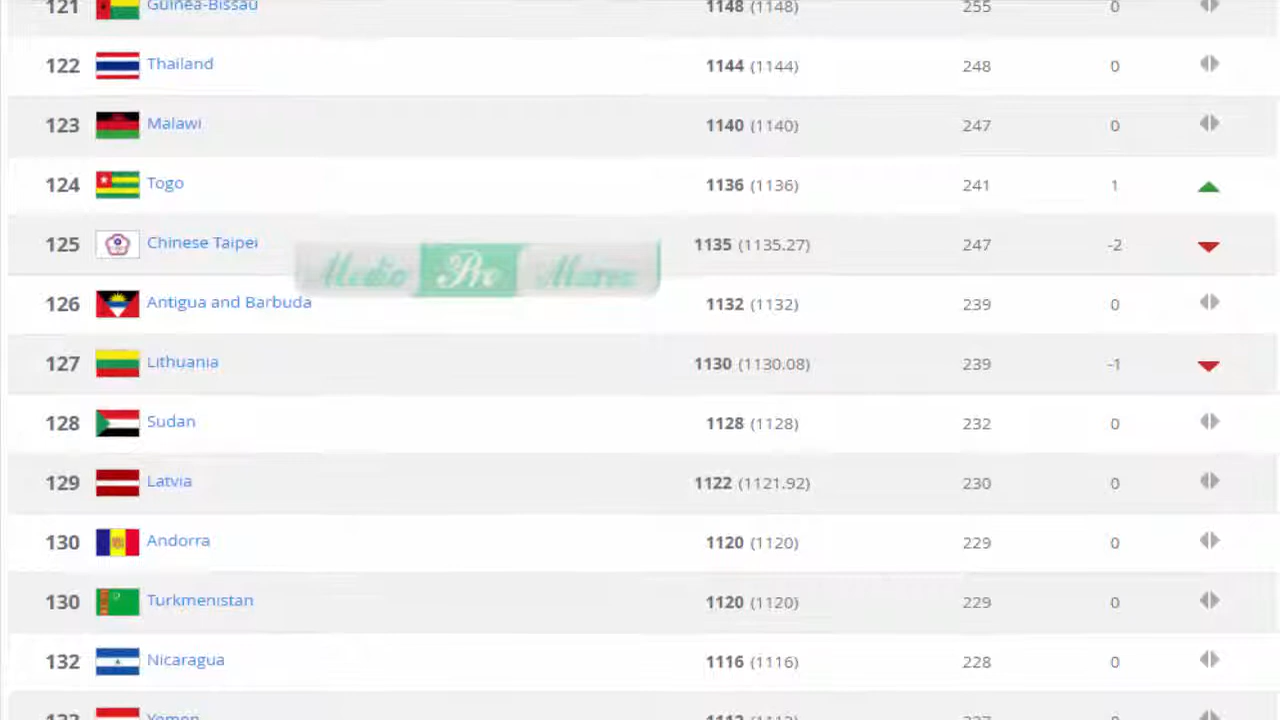 121 Guinea-Bissau 1148 (1148) 255 0
122 Thailand 1144 (1144) 248 0
123 Malawi 1140 (1140) 247 0
124 Togo 1136 (1136) 241 1
125 Chinese Taipei 1135 (1135.27) 247 -2
Medio Pro
126 Antigua and Barbuda 1132 (1132) 239 0
127 Lithuania 1130 (1130.08) 239 -1
128 Sudan 1128 (1128) 232 0
129 Latvia 1122 (1121.92) 230 0
130 Andorra 1120 (1120) 229 0
130 Turkmenistan 1120 (1120) 229 0
132 Nicaragua 1116 (1116) 228 0
Yemen